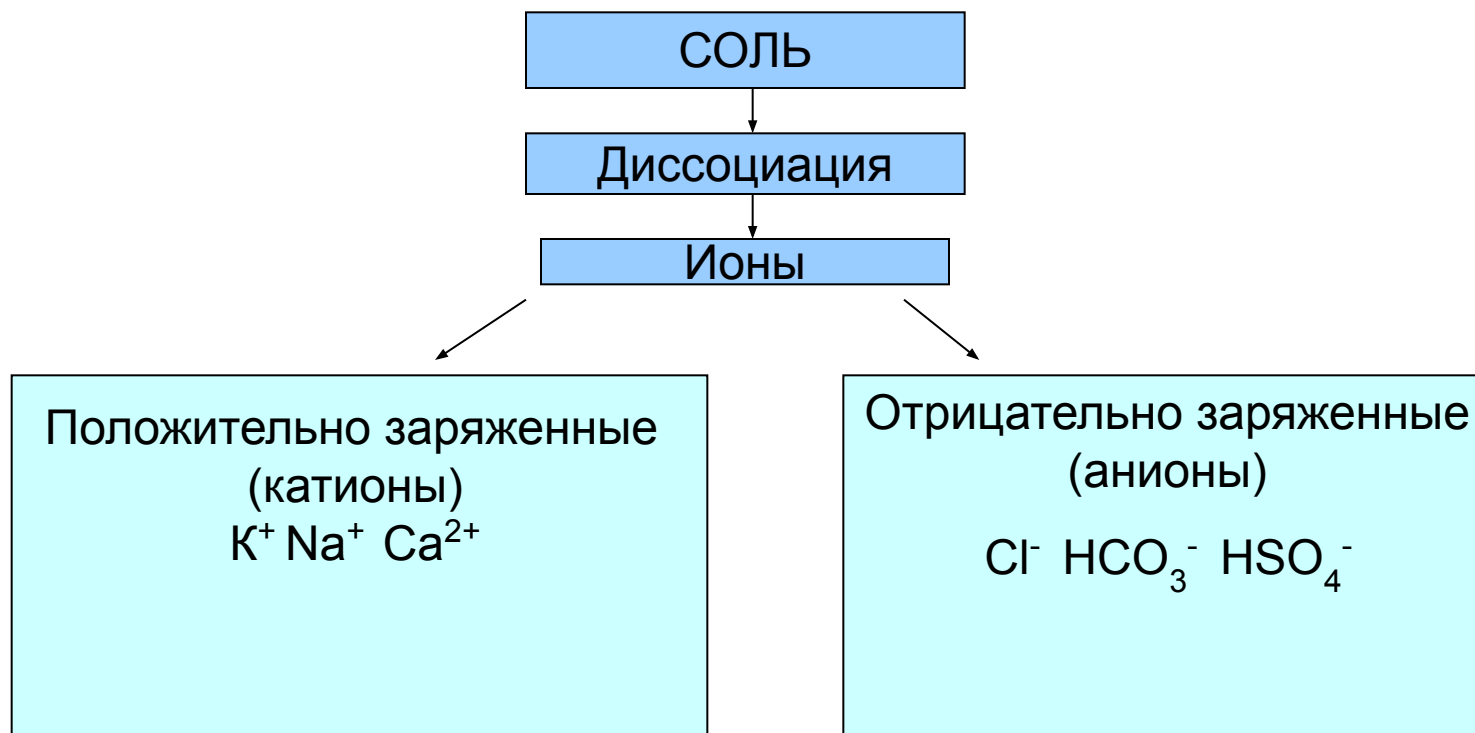 СОЛЬ
Диссоциация
Ионы
Положительно заряженные
(катионы)
К⁺ Na⁺ Ca²⁺
Отрицательно заряженные
(анионы)
Cl⁻ HCO₃⁻ HSO₄⁻